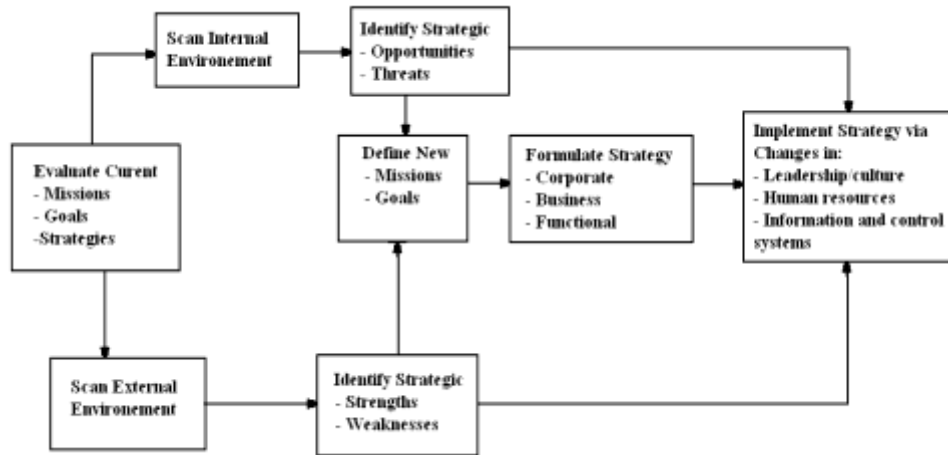 Scan Internal
Environement
Identify Strategic
- Opportunities
- Threats
Evaluate Curent
- Missions
- Goals
-Strategies
Define New
- Missions
- Goals
Formulate Strategy
- Corporate
- Business
- Functional
Implement Strategy via
Changes in:
- Leadership/culture
- Human resources
- Information and control
systems
Scan External
Environement
Identify Strategic
- Strengths
- Weaknesses